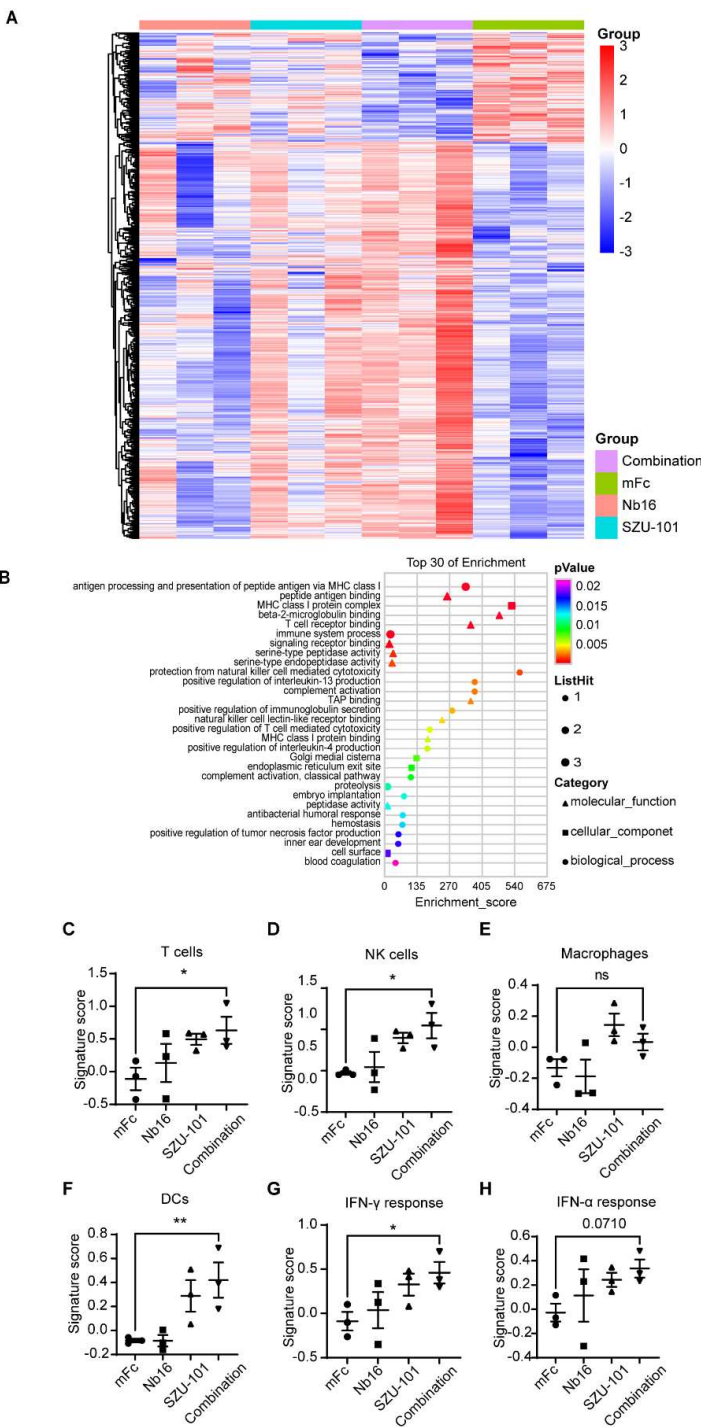 A
Group
3
2
1
0
-1
-2
-3
Group
Combination
mFc
Nb16
SZU-101
B
Top 30 of Enrichment
antigen processing and presentation of peptide antigen via MHC class I
peptide antigen binding
MHC class I protein complex
beta-2-microglobulin binding
T cell receptor binding
immune system process
signaling receptor binding
serine-type peptidase activity
serine-type endopeptidase activity
protection from natural killer cell mediated cytotoxicity
positive regulation of interleukin-13 production
complement activation
TAP binding
positive regulation of immunoglobulin secretion
natural killer cell lectin-like receptor binding
positive regulation of T cell mediated cytotoxicity
MHC class I protein binding
positive regulation of interleukin-4 production
Golgi medial cisterna
endoplasmic reticulum exit site
complement activation, classical pathway
proteolysis
embryo implantation
peptidase activity
antibacterial humoral response
hemostasis
positive regulation of tumor necrosis factor production
inner ear development
cell surface
blood coagulation
0 135 270 405 540 675
Enrichment_score
pValue
0.02
0.015
0.01
0.005
ListHit
1
2
3
Category
molecular_function
cellular_componet
biological_process
C
T cells
*
Signature score
1.5
1.0
0.5
0.0
-0.5
mFc
Nb16
SZU-101
Combination
D
NK cells
*
Signature score
1.5
1.0
0.5
0.0
-0.5
mFc
Nb16
SZU-101
Combination
E
Macrophages
ns
Signature score
0.4
0.2
0.0
-0.2
0.4
mFc
Nb16
SZU-101
Combination
F
DCs
**
Signature score
0.8
0.6
0.4
0.2
0.0
-0.2
mFc
Nb16
SZU-101
Combination
G
IFN-γ response
*
Signature score
1.0
0.5
0.0
-0.5
mFc
Nb16
SZU-101
Combination
H
IFN-α response
0.0710
Signature score
0.6
0.4
0.2
0.0
-0.2
0.4
mFc
Nb16
SZU-101
Combination